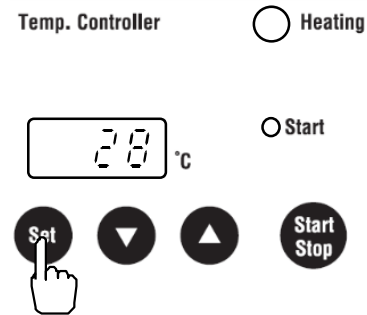 Temp. Controller
Heating
Start
28 °C
Set
Start
Stop